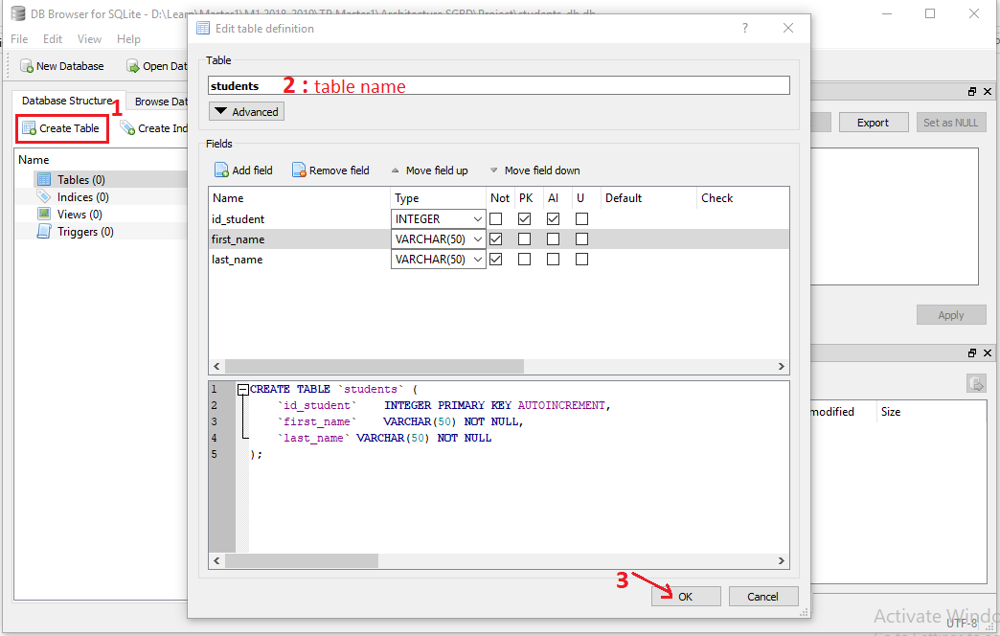 DB Browser for SQLite - D:\Learn\Master1\M1 2018-2019\TP Master1\Architecture SGBD\Project\students_db.db
File Edit View Help
New Database Open Dat
Database Structure Browse Dat
1
Create Table Create Ind
Name
Tables (0)
Indices (0)
Views (0)
Triggers (0)
Edit table definition ?
Table
students 2 : table name
Advanced
Fields
Add field Remove field Move field up Move field down
Name Type Not PK AI U Default Check
id_student INTEGER
first_name VARCHAR(50)
last_name VARCHAR(50)
1 CREATE TABLE `students` (
2 `id_student` INTEGER PRIMARY KEY AUTOINCREMENT,
3 `first_name` VARCHAR(50) NOT NULL,
4 `last_name` VARCHAR(50) NOT NULL
5 );
3
OK Cancel
Export Set as NULL
Apply
modified Size
Activate Windo
UTF-8